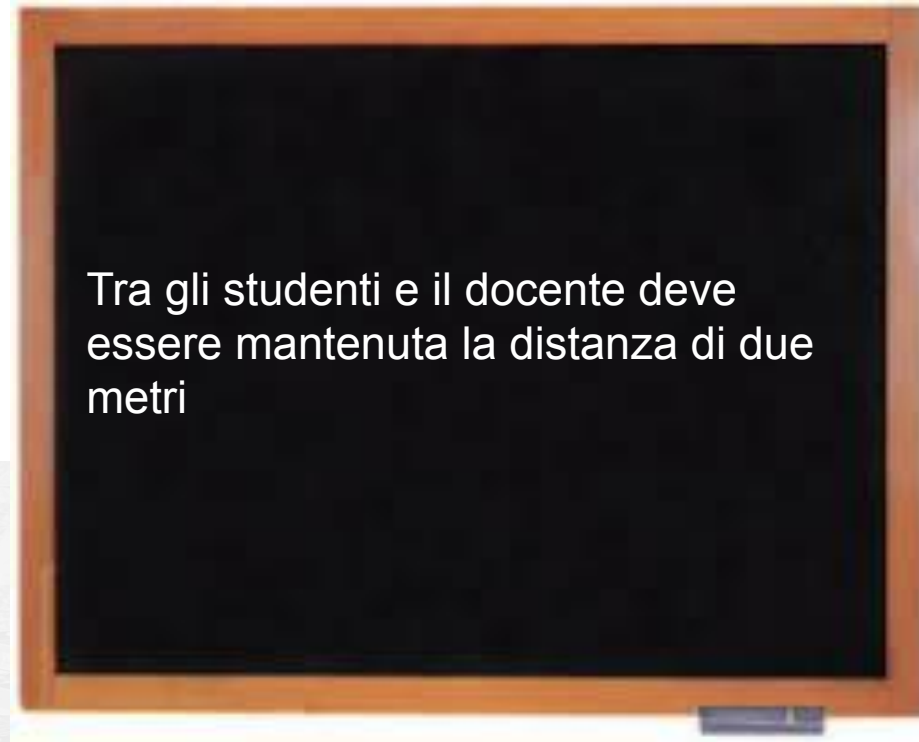 Tra gli studenti e il docente deve
essere mantenuta la distanza di due
metri